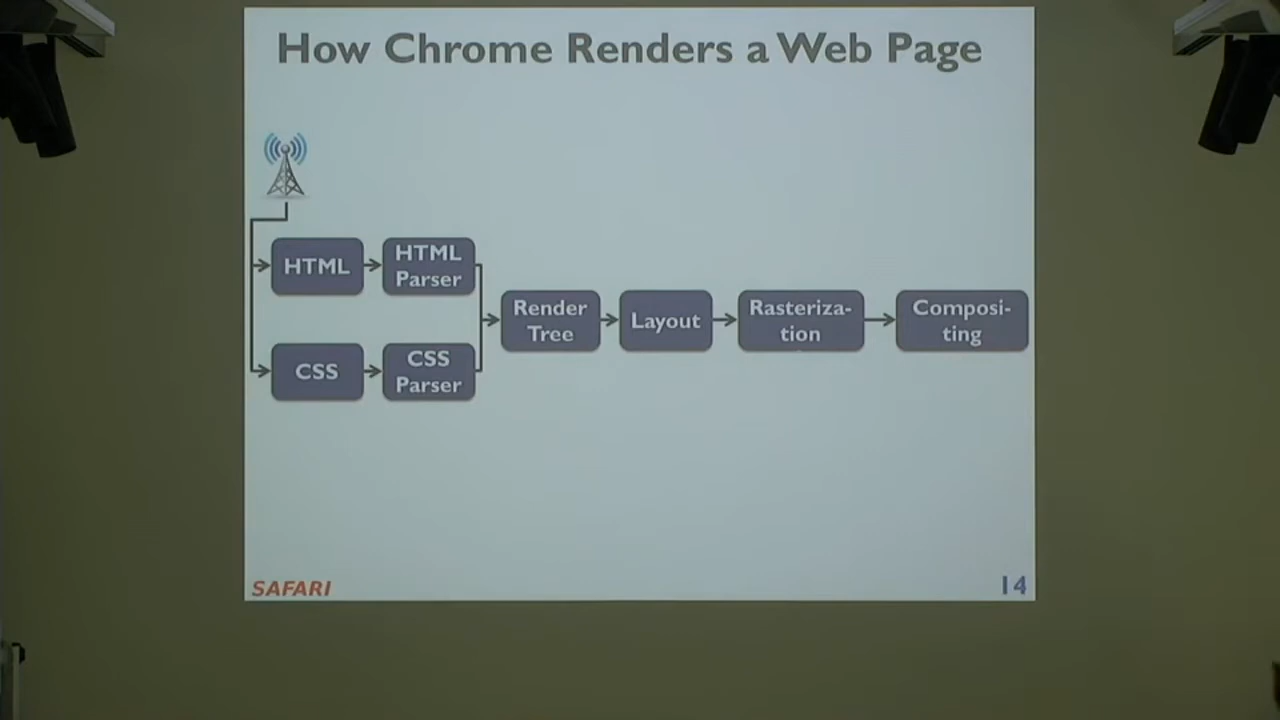 How Chrome Renders a Web Page
HTML
HTML
Parser
CSS
CSS
Parser
Render
Tree
Layout
Rasteriza-
tion
Composi-
ting
SAFARI
14